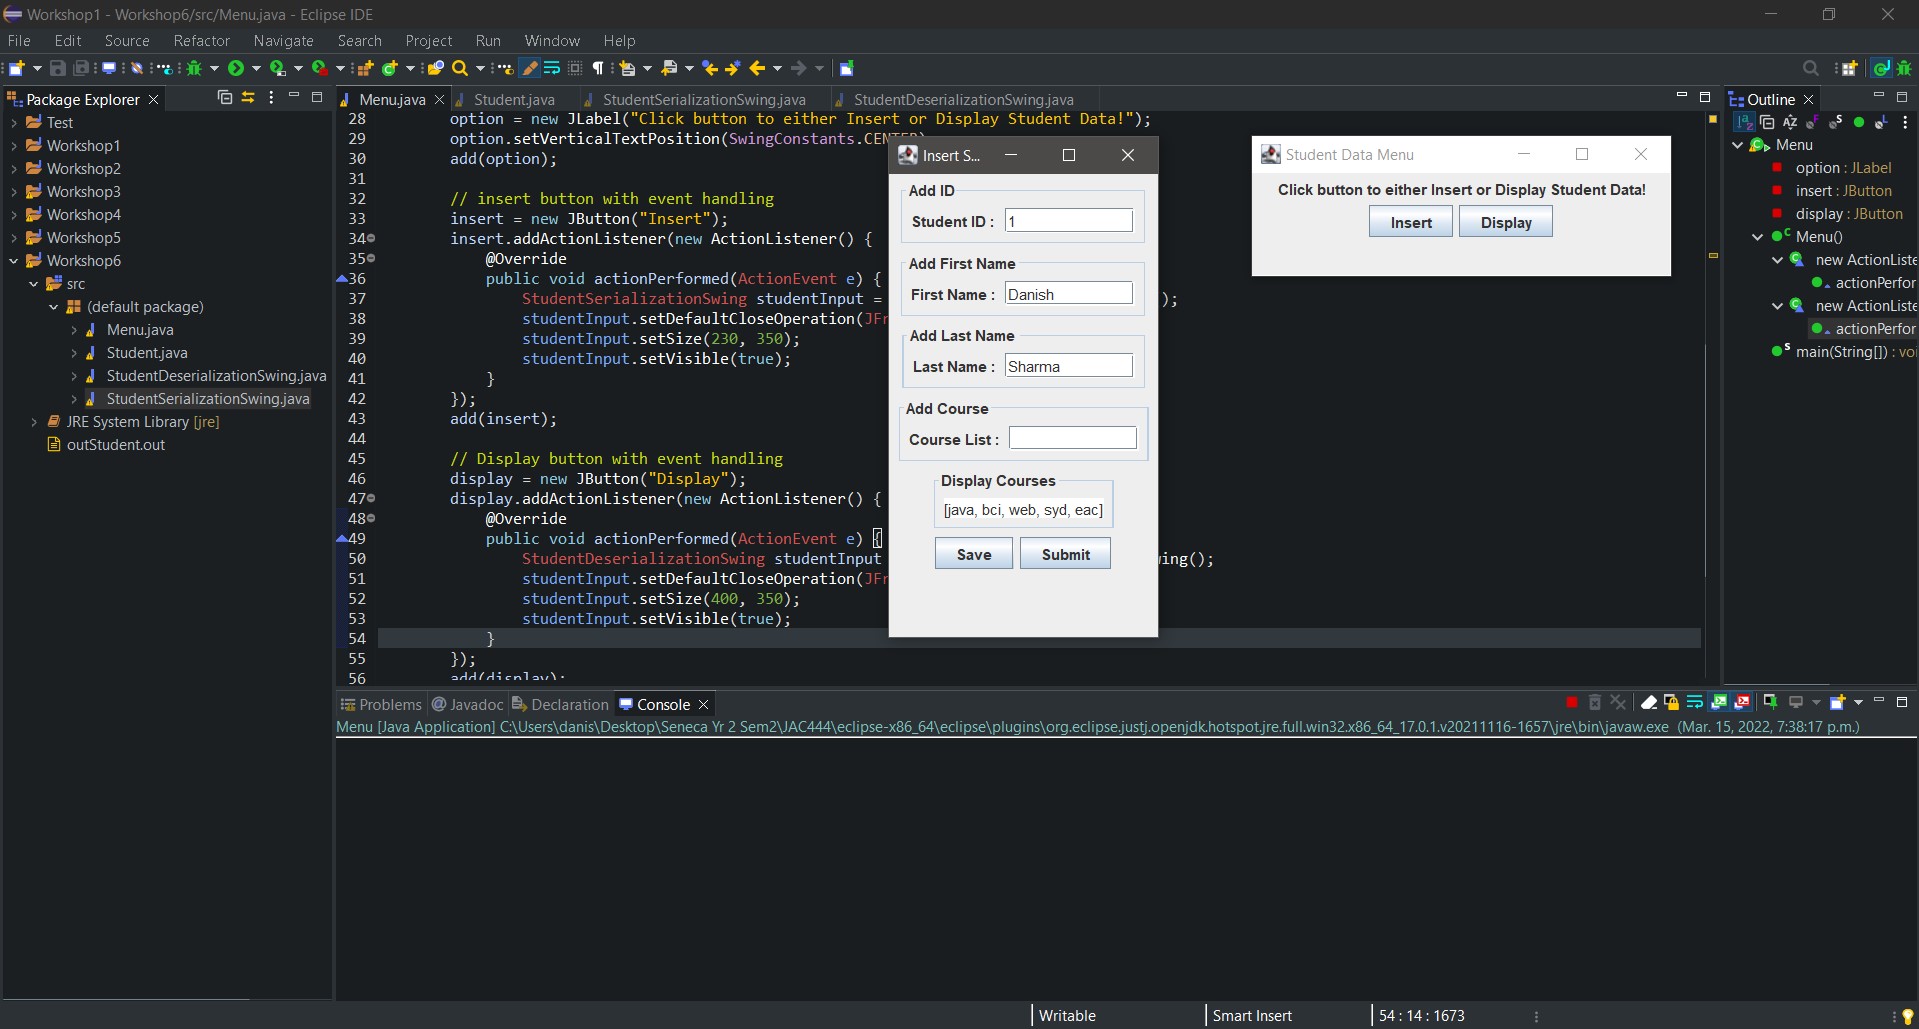 Workshop1 - Workshop6/src/Menu.java - Eclipse IDE
File Edit Source Refactor Navigate Search Project Run Window Help
Package Explorer
Test
Workshop1
Workshop2
Workshop3
Workshop4
Workshop5
Workshop6
src
(default package)
Menu.java
Student.java
StudentDeserializationSwing.java
StudentSerializationSwing.java
JRE System Library [jre]
outStudent.out
Menu.java Student.java StudentSerializationSwing.java StudentDeserializationSwing.java
28 option = new JLabel("Click button to either Insert or Display Student Data!");
29 option.setVerticalTextPosition(SwingConstants.CENTER)
30 add(option);
31
32 // insert button with event handling
33 insert = new JButton("Insert");
34 insert.addActionListener(new ActionListener() {
35 @Override
36 public void actionPerformed(ActionEvent e) {
37 StudentSerializationSwing studentInput = );
38 studentInput.setDefaultCloseOperation(JFr
39 studentInput.setSize(230, 350);
40 studentInput.setVisible(true);
41 }
42 });
43 add(insert);
44
45 // Display button with event handling
46 display = new JButton("Display");
47 display.addActionListener(new ActionListener() {
48 @Override
49 public void actionPerformed(ActionEvent e) {
50 StudentDeserializationSwing studentInput ing();
51 studentInput.setDefaultCloseOperation(JFr
52 studentInput.setSize(400, 350);
53 studentInput.setVisible(true);
54 }
55 });
56 add(display);
Insert S...
Add ID
Student ID : 1
Add First Name
First Name : Danish
Add Last Name
Last Name : Sharma
Add Course
Course List :
Display Courses
[java, bci, web, syd, eac]
Save Submit
Student Data Menu
Click button to either Insert or Display Student Data!
Insert Display
Outline
Menu
option : JLabel
insert : JButton
display : JButton
Menu()
new ActionListe
actionPerfor
new ActionListe
actionPerfor
main(String[]) : voi
Problems Javadoc Declaration Console
Menu [Java Application] C:\Users\danis\Desktop\Seneca Yr 2 Sem2\JAC444\eclipse-x86_64\eclipse\plugins\org.eclipse.justj.openjdk.hotspot.jre.full.win32.x86_64_17.0.1.v20211116-1657\jre\bin\javaw.exe (Mar. 15, 2022, 7:38:17 p.m.)
Writable Smart Insert 54 : 14 : 1673